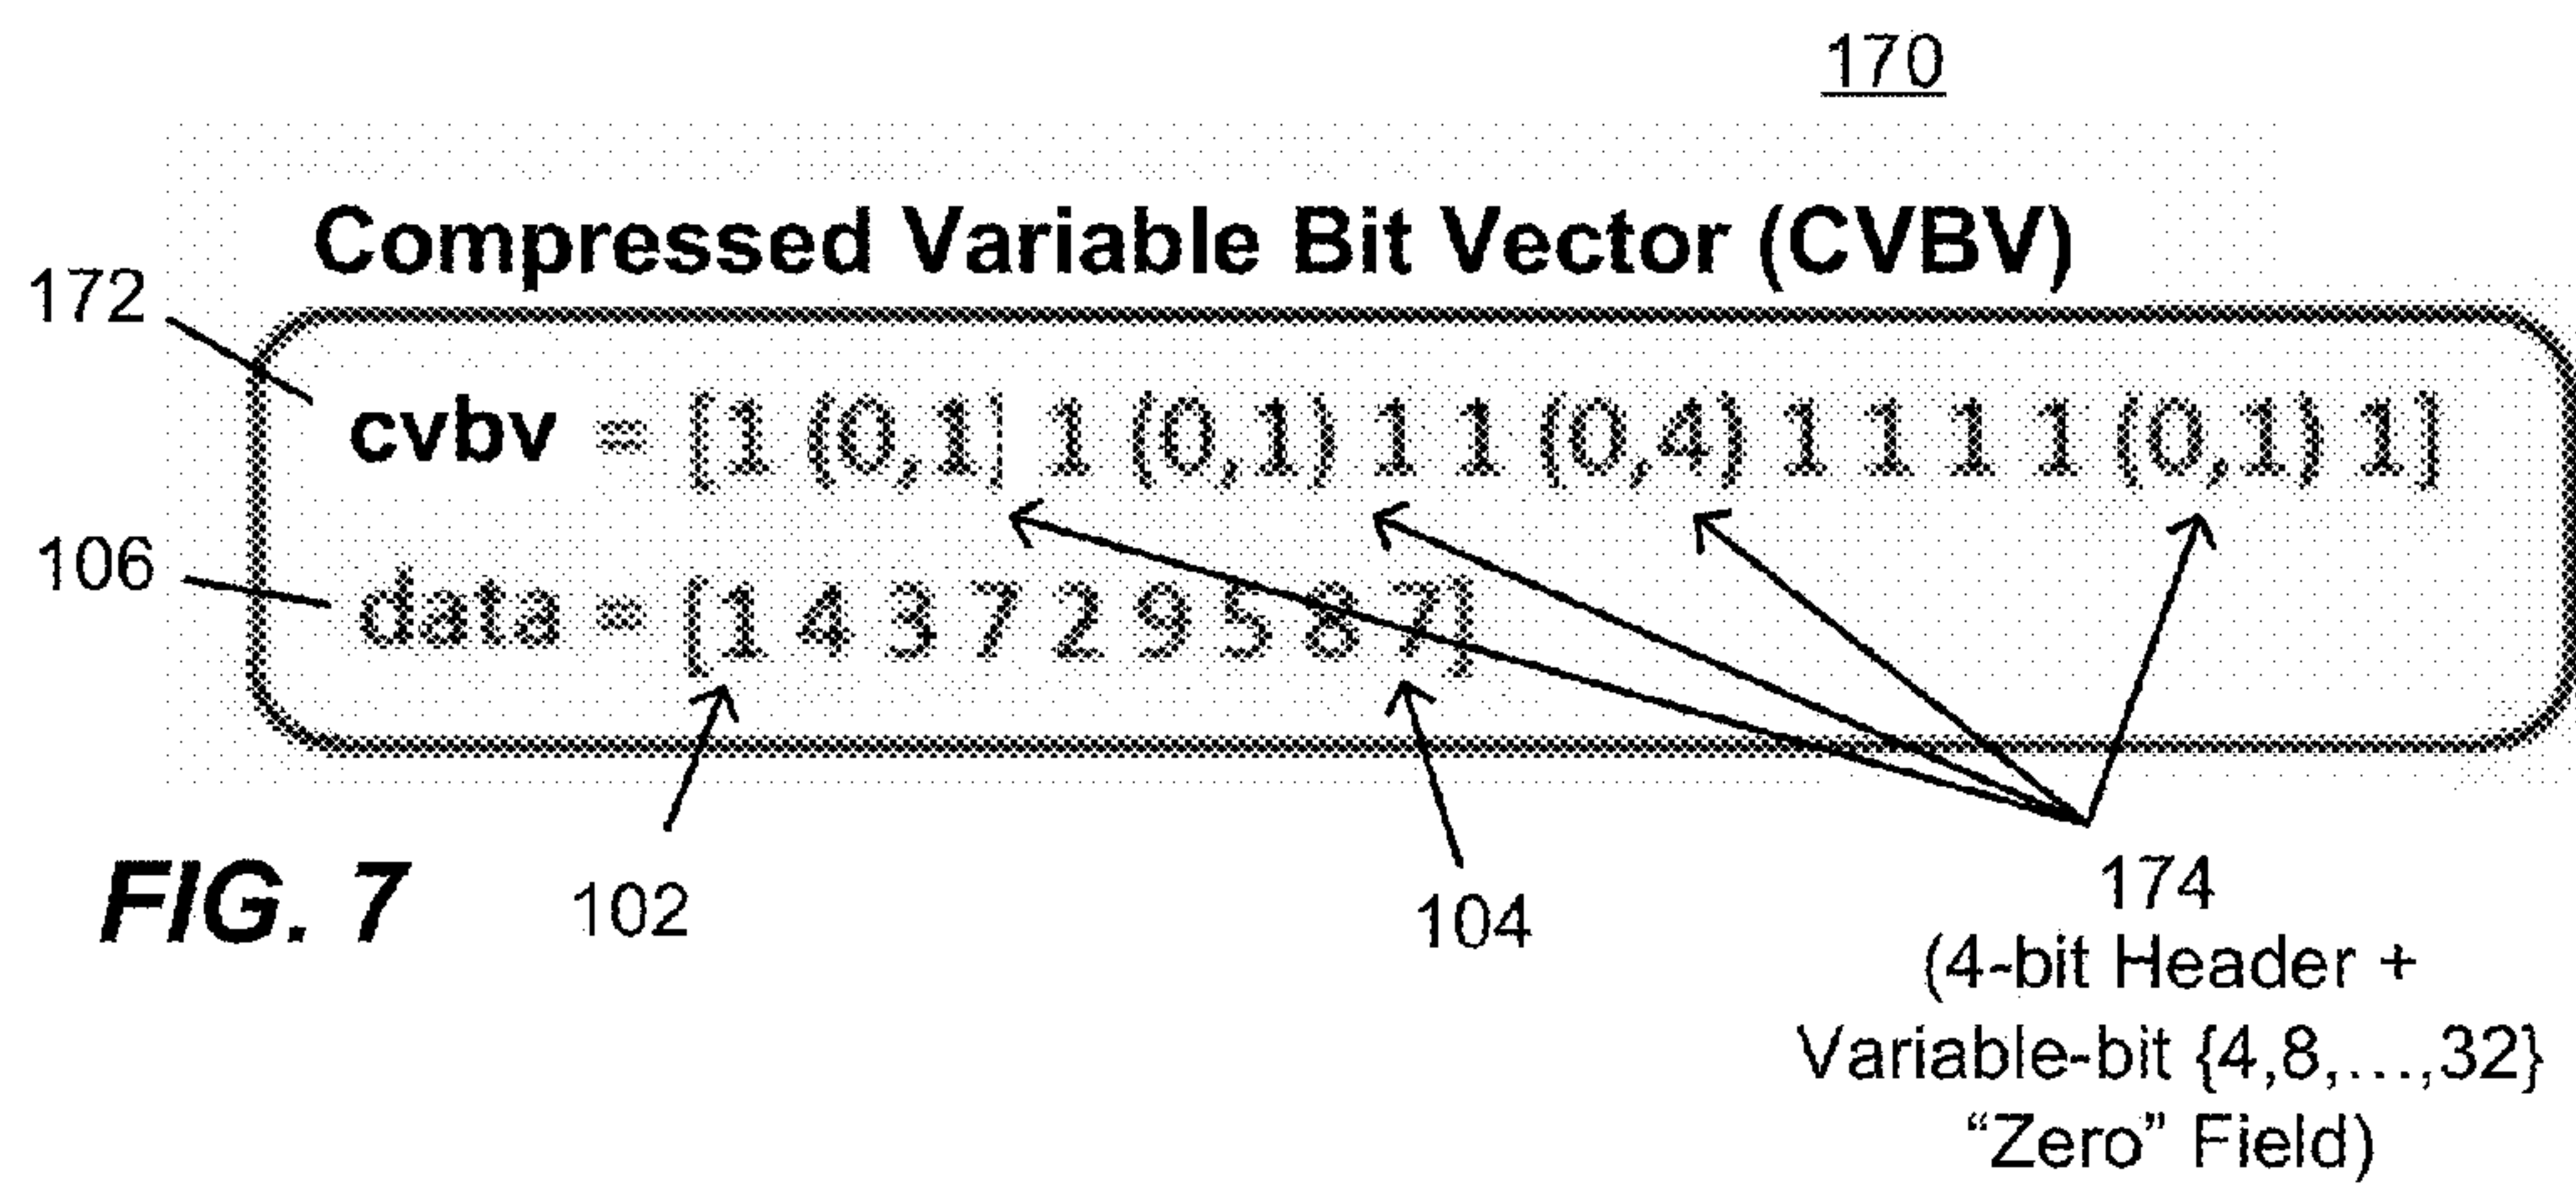 170
Compressed Variable Bit Vector (CVBV)
172
cvbv = [1 (0,1] 1 (0,1) 1 1 (0,4) 1 1 1 1 (0,1) 1]
106
data = [1 4 3 7 2 9 5 8 7]
FIG. 7
102
104
174
(4-bit Header +
Variable-bit {4,8,...,32}
“Zero” Field)